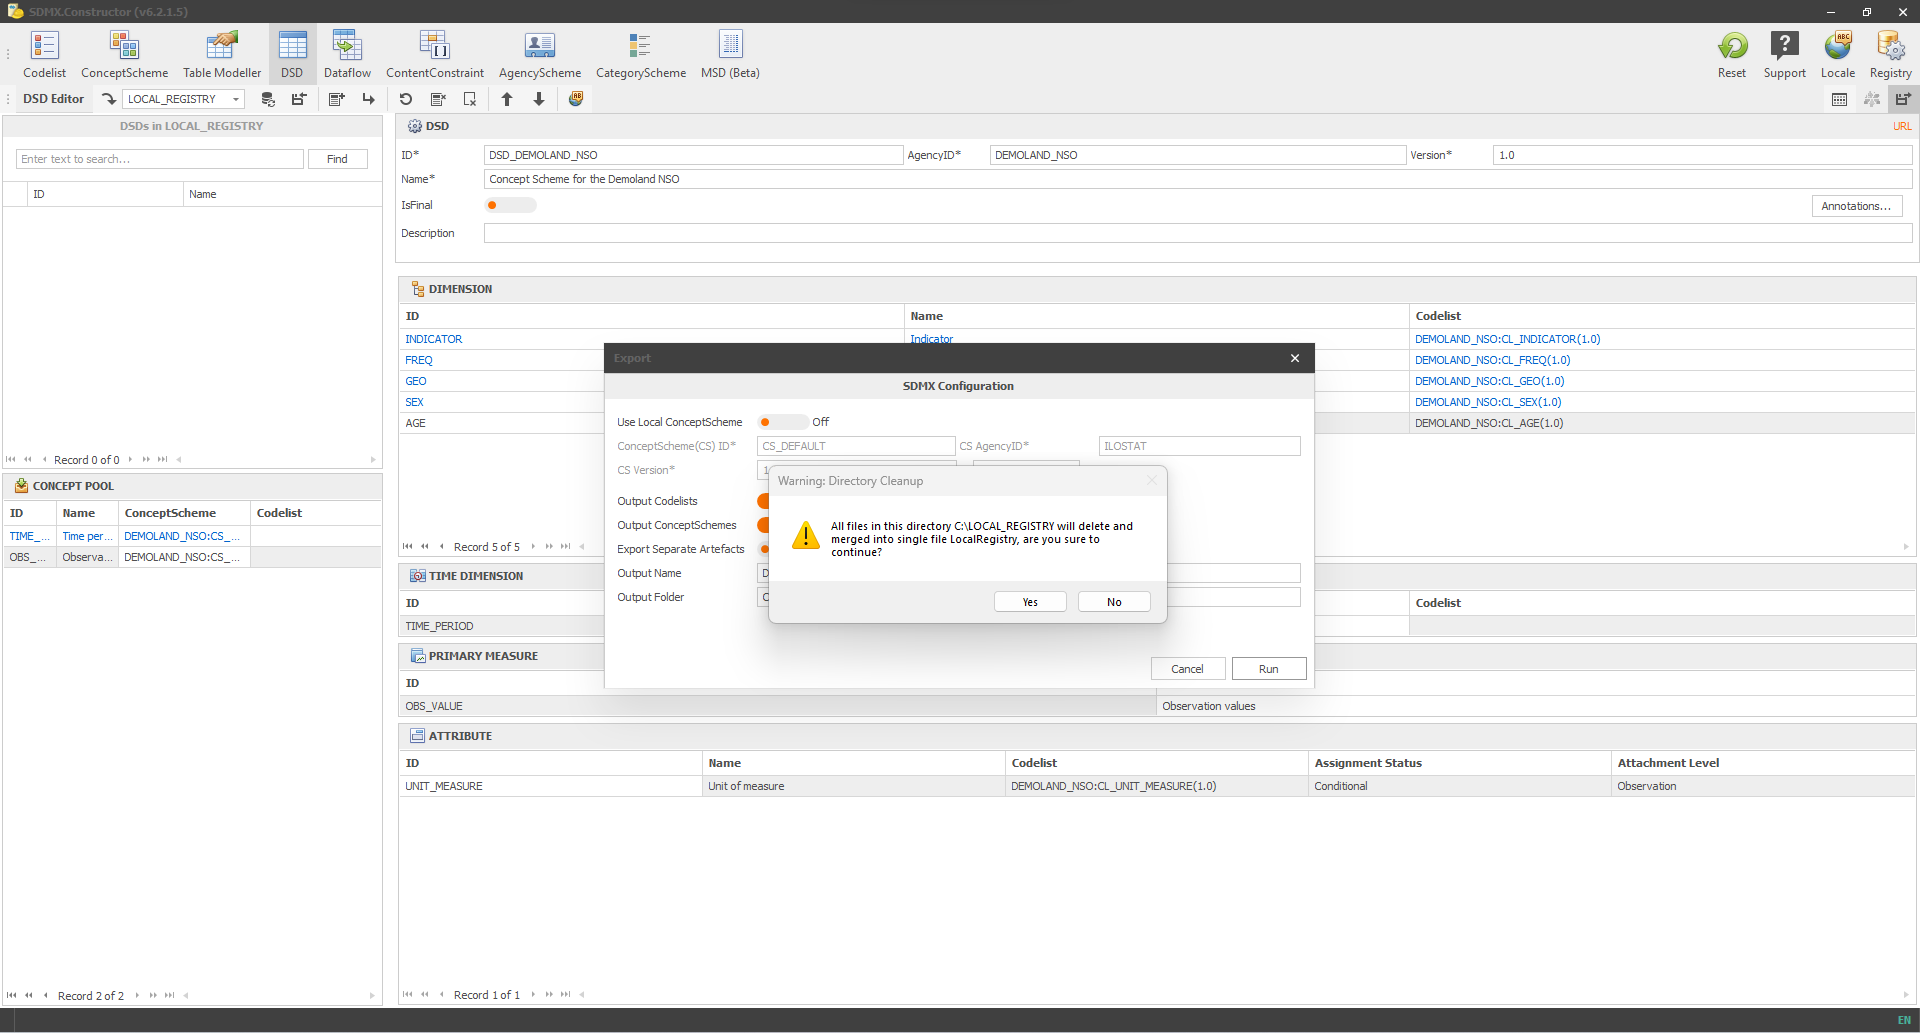 SDMX.Constructor (v6.2.1.5)
Codelist
ConceptScheme
Table Modeller
DSD
Dataflow
ContentConstraint
AgencyScheme
CategoryScheme
MSD (Beta)
Reset
Support
Locale
Registry
DSD Editor
LOCAL_REGISTRY
DSDs in LOCAL_REGISTRY
Enter text to search...
Find
ID
Name
Record 0 of 0
CONCEPT POOL
ID Name ConceptScheme Codelist
TIME_... Time per... DEMOLAND_NSO:CS_...
OBS_... Observa... DEMOLAND_NSO:CS_...
Record 2 of 2
DSD
URL
ID* DSD_DEMOLAND_NSO AgencyID* DEMOLAND_NSO Version* 1.0
Name* Concept Scheme for the Demoland NSO
IsFinal
Annotations...
Description
DIMENSION
ID Name Codelist
INDICATOR Indicator DEMOLAND_NSO:CL_INDICATOR(1.0)
FREQ DEMOLAND_NSO:CL_FREQ(1.0)
GEO DEMOLAND_NSO:CL_GEO(1.0)
SEX DEMOLAND_NSO:CL_SEX(1.0)
AGE DEMOLAND_NSO:CL_AGE(1.0)
Record 5 of 5
TIME DIMENSION
ID Codelist
TIME_PERIOD
PRIMARY MEASURE
ID
OBS_VALUE Observation values
ATTRIBUTE
ID Name Codelist Assignment Status Attachment Level
UNIT_MEASURE Unit of measure DEMOLAND_NSO:CL_UNIT_MEASURE(1.0) Conditional Observation
Record 1 of 1
Export
SDMX Configuration
Use Local ConceptScheme Off
ConceptScheme(CS) ID* CS_DEFAULT CS AgencyID* ILOSTAT
CS Version* 1
Output Codelists
Output ConceptSchemes
Export Separate Artefacts
Output Name D
Output Folder C
Cancel
Run
Warning: Directory Cleanup
All files in this directory C:\LOCAL_REGISTRY will delete and
merged into single file LocalRegistry, are you sure to
continue?
Yes
No
EN